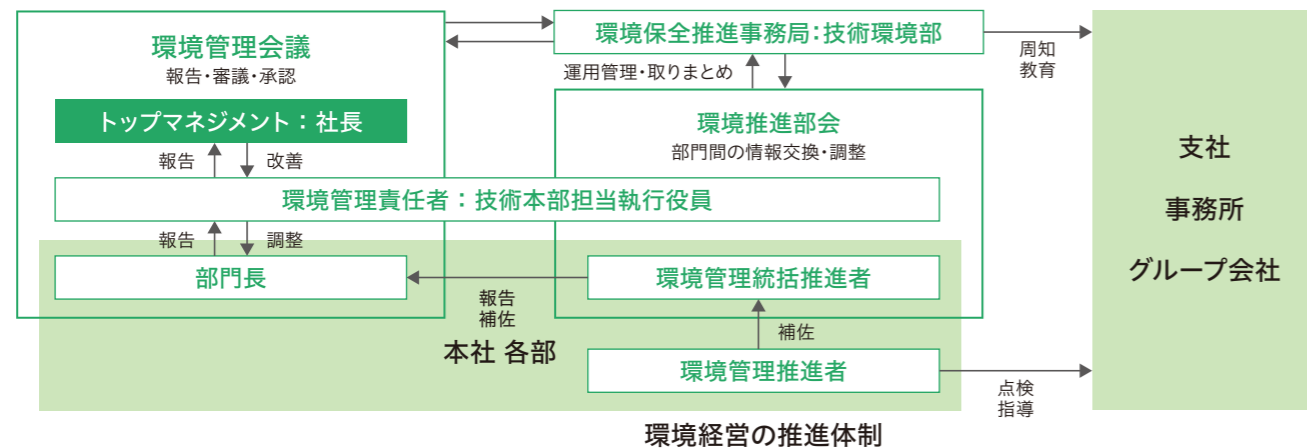 環境管理会議
報告・審議・承認
トップマネジメント：社長
報告
改善
環境管理責任者：技術本部担当執行役員
報告
調整
部門長
環境保全推進事務局：技術環境部
運用管理・取りまとめ
環境推進部会
部門間の情報交換・調整
環境管理統括推進者
報告
補佐
本社 各部
補佐
環境管理推進者
周知
教育
点検
指導
支社
事務所
グループ会社
環境経営の推進体制